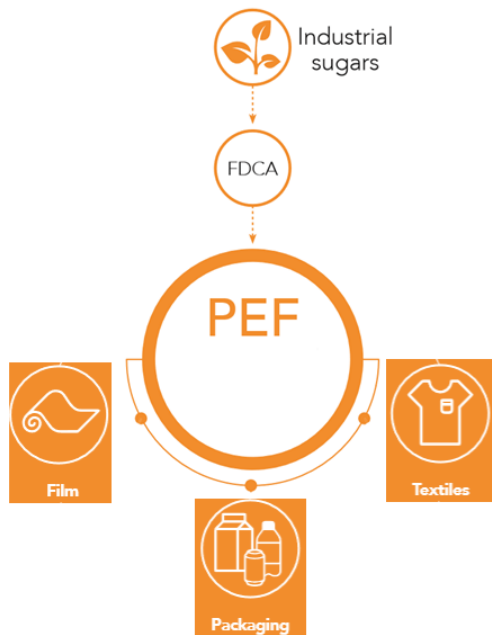 Industrial
sugars
FDCA
PEF
Film
Textiles
Packaging